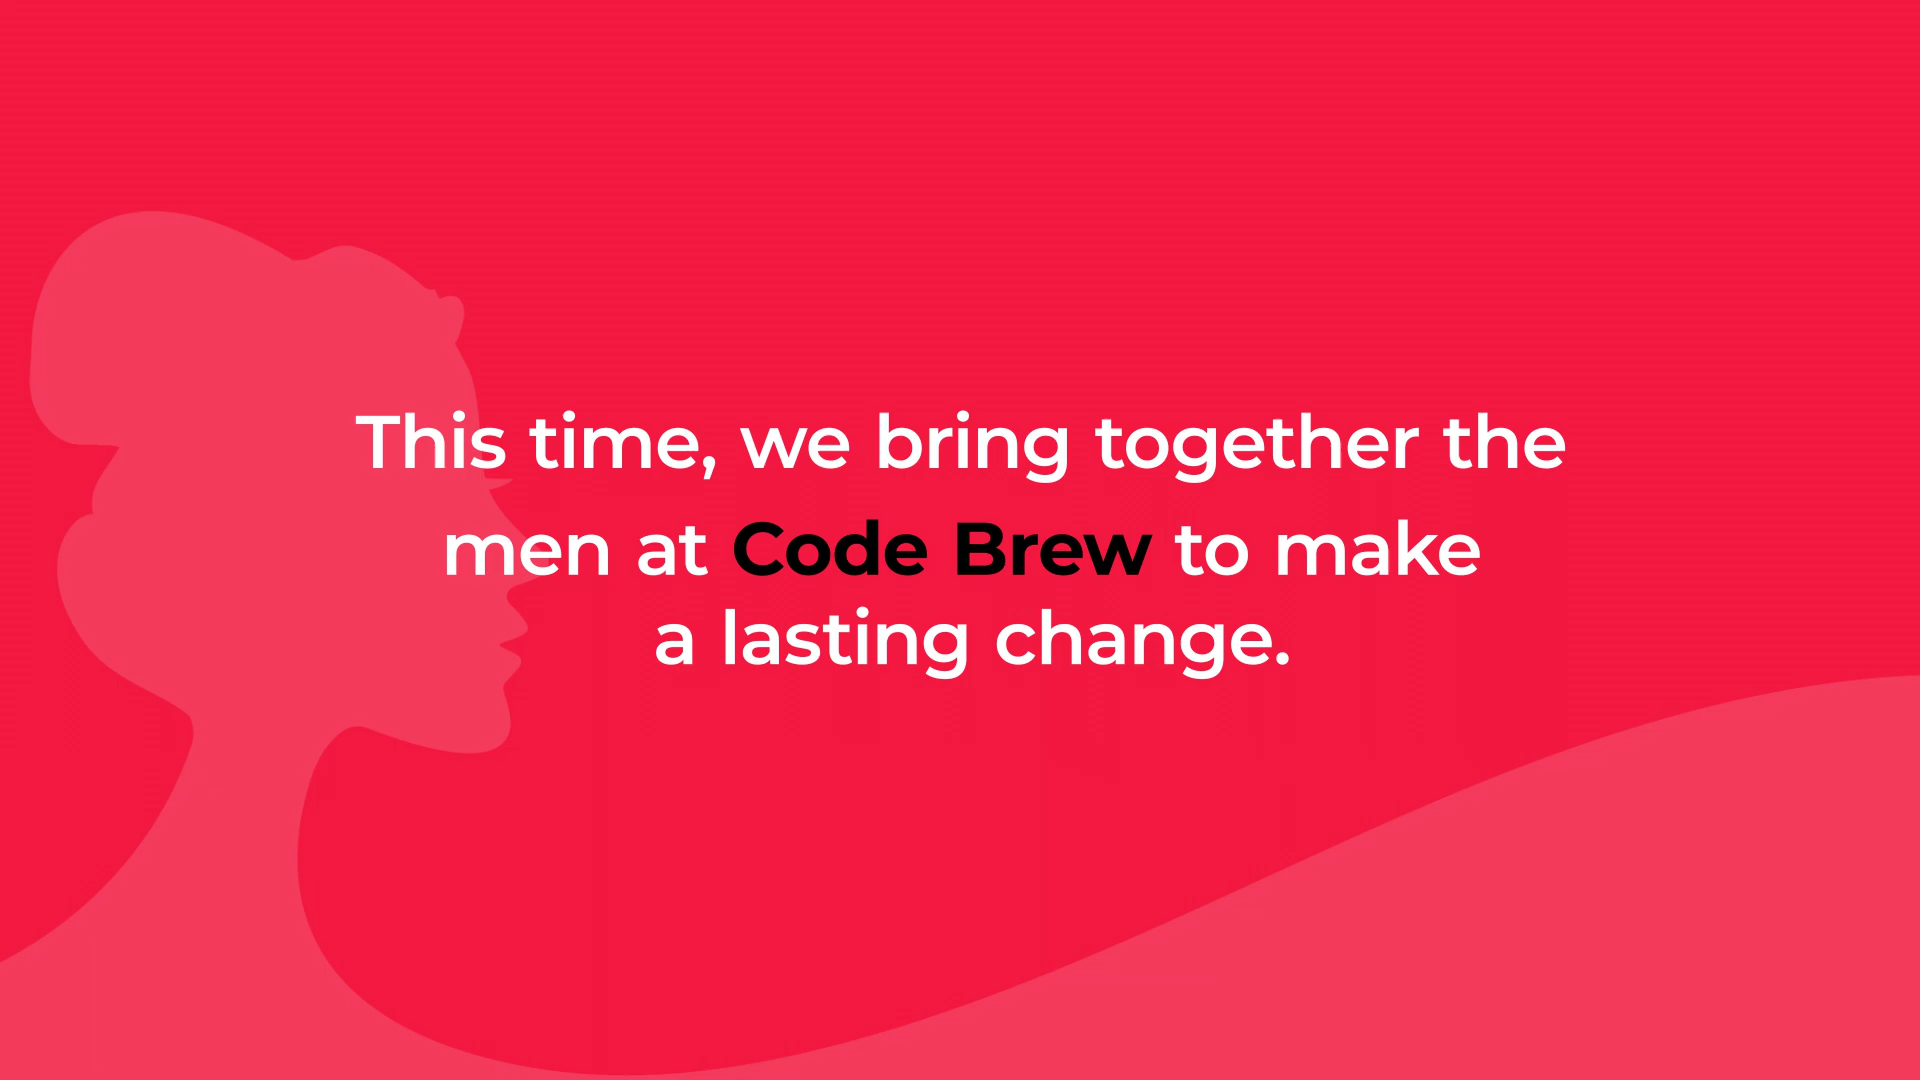 This time, we bring together the
men at Code Brew to make
a lasting change.